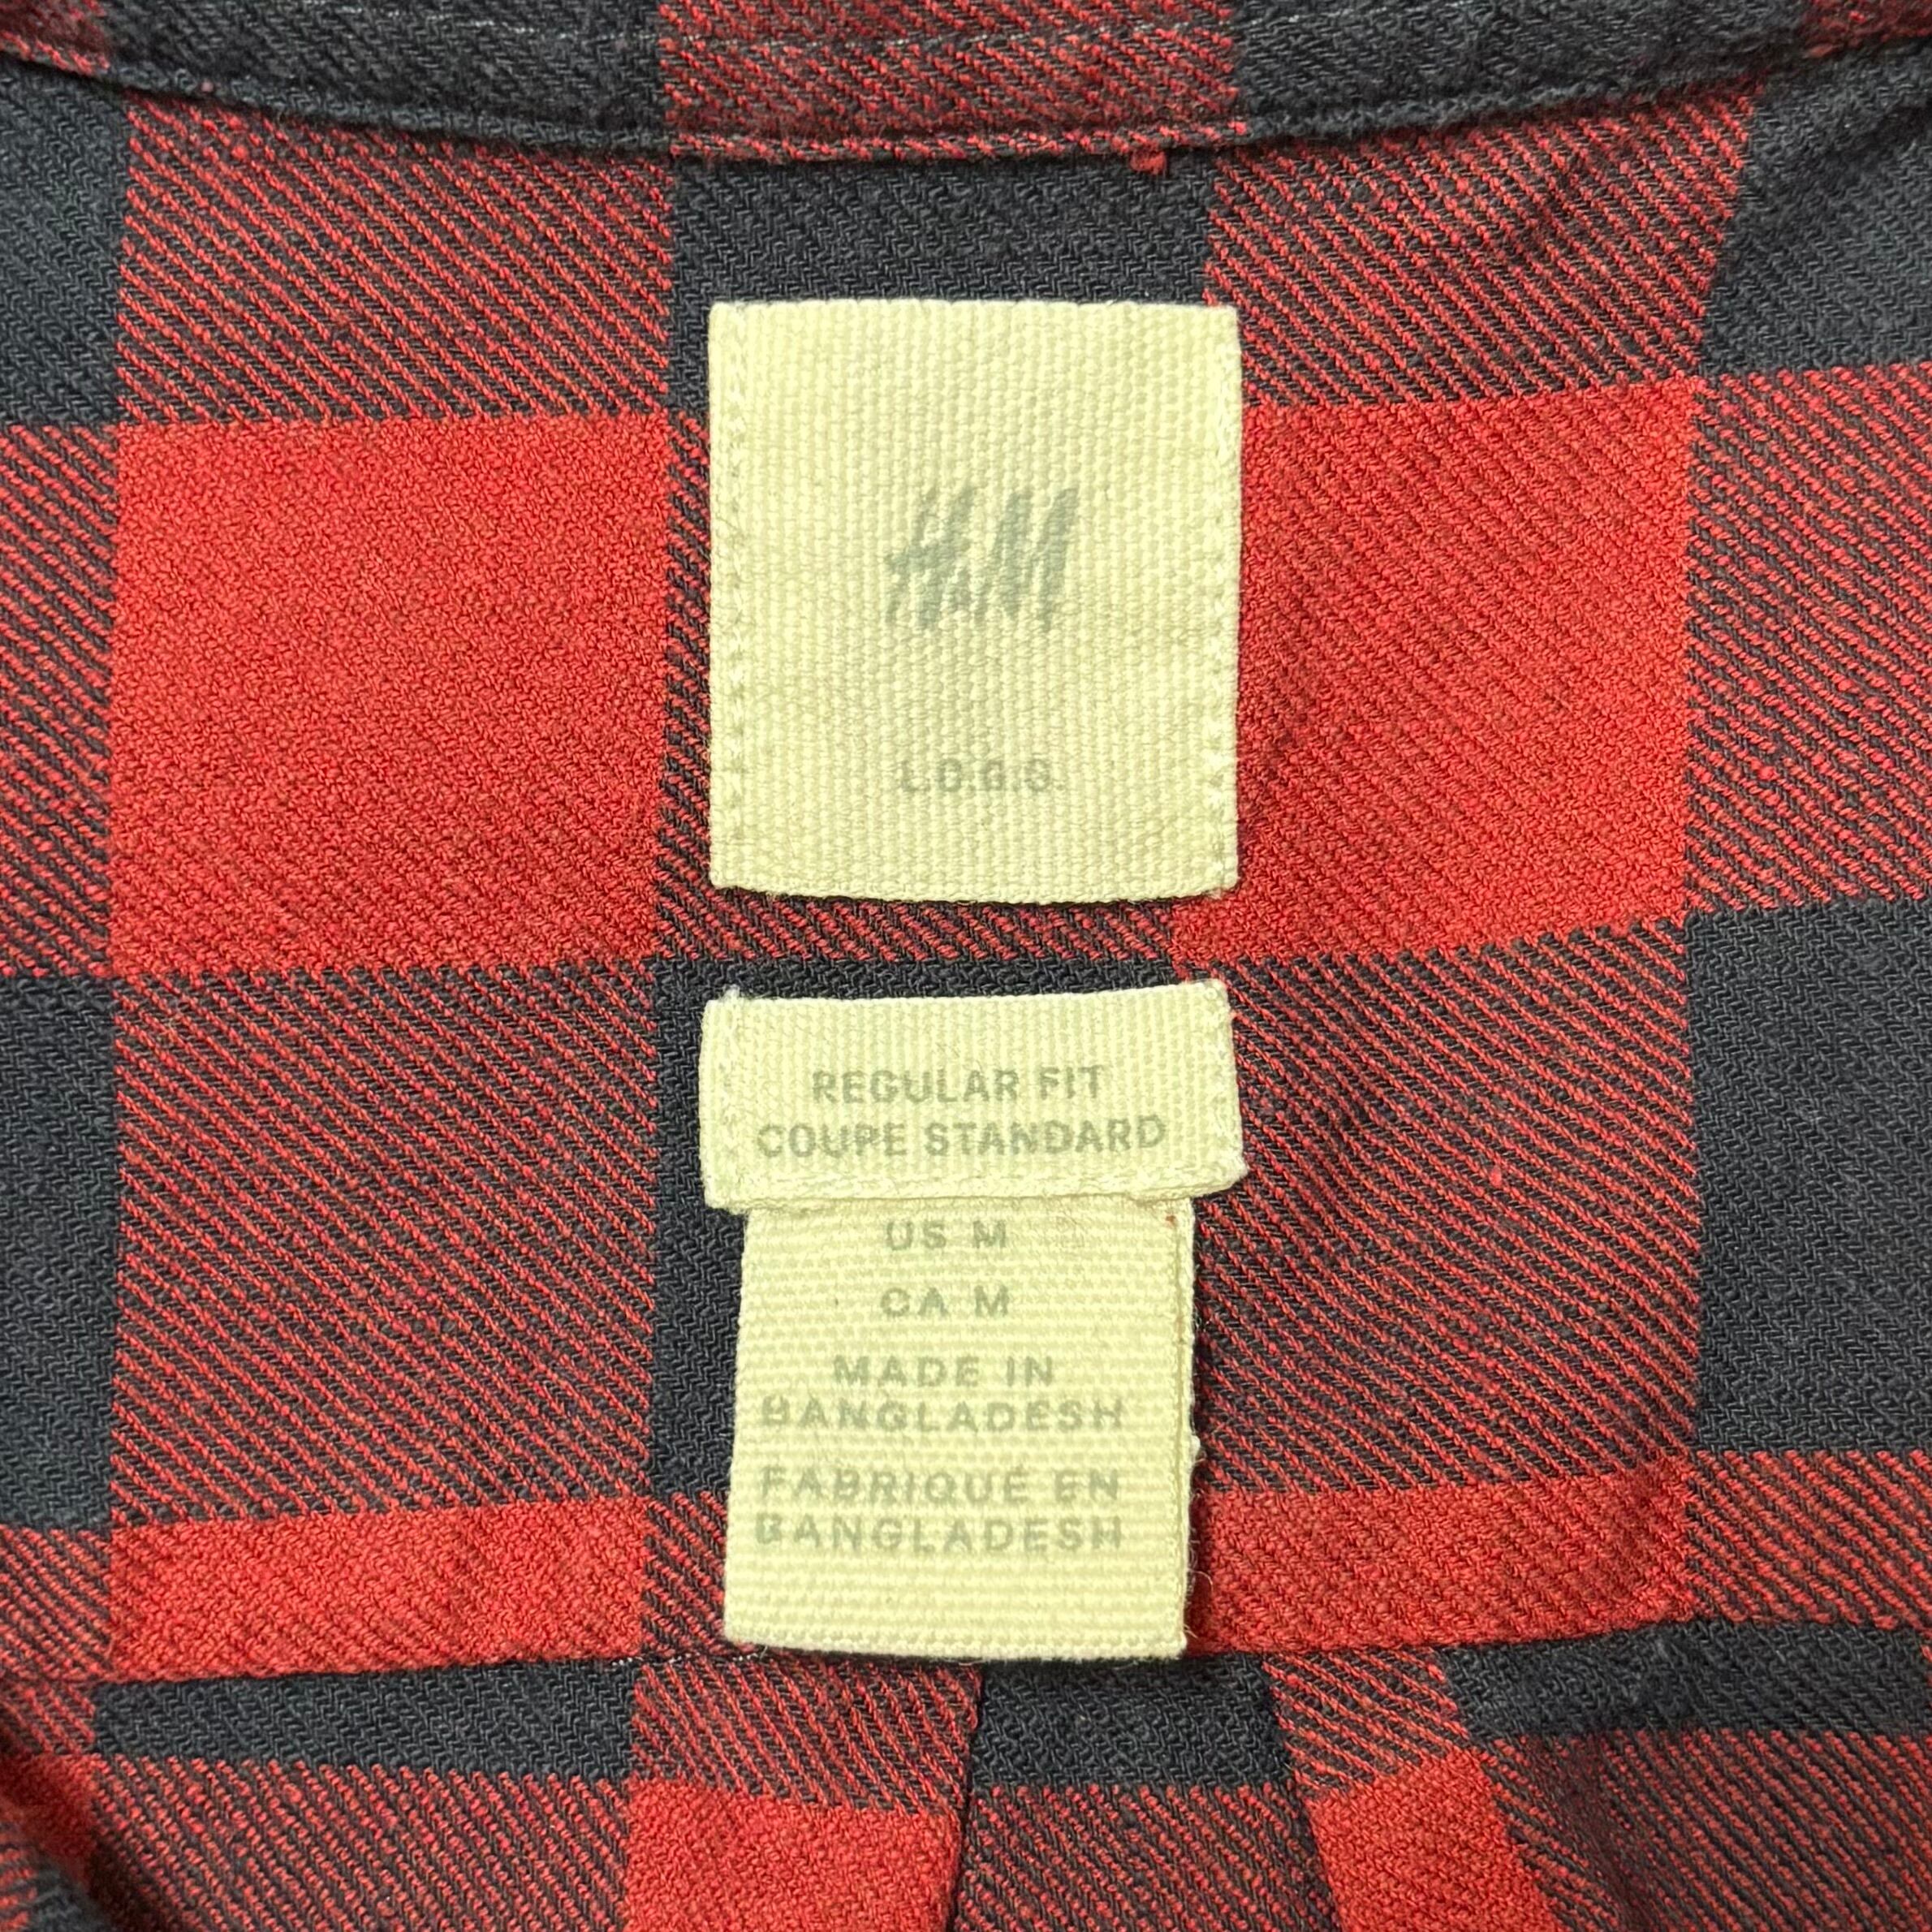 H&M
L.O.G.G.
REGULAR FIT
COUPE STANDARD
US M
CA M
MADE IN
BANGLADESH
FABRIQUÉ EN
BANGLADESH